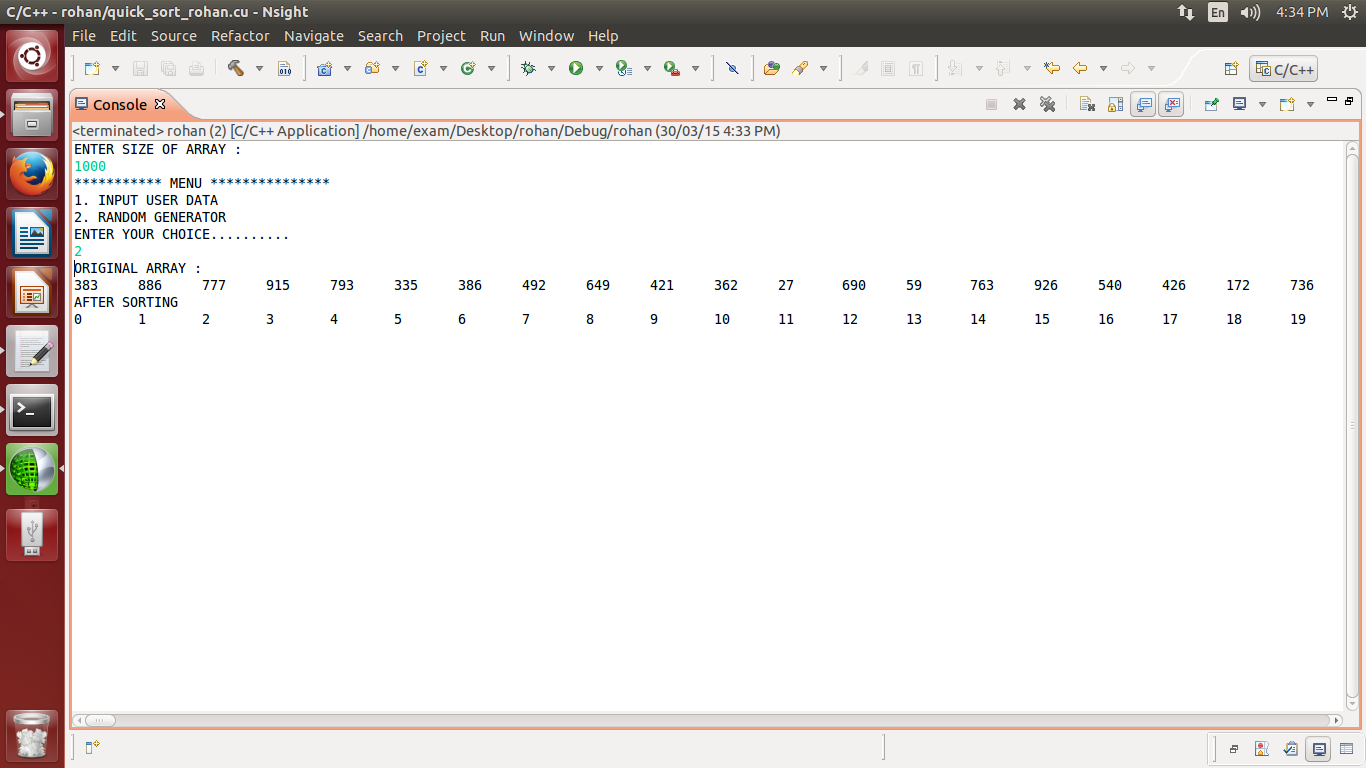 C/C++ - rohan/quick_sort_rohan.cu - Nsight
En
4:34 PM
File Edit Source Refactor Navigate Search Project Run Window Help
C/C++
Console
<terminated> rohan (2) [C/C++ Application] /home/exam/Desktop/rohan/Debug/rohan (30/03/15 4:33 PM)
ENTER SIZE OF ARRAY :
1000
*********** MENU ***************
1. INPUT USER DATA
2. RANDOM GENERATOR
ENTER YOUR CHOICE..........
2
ORIGINAL ARRAY :
383 886 777 915 793 335 386 492 649 421 362 27 690 59 763 926 540 426 172 736
AFTER SORTING
0 1 2 3 4 5 6 7 8 9 10 11 12 13 14 15 16 17 18 19